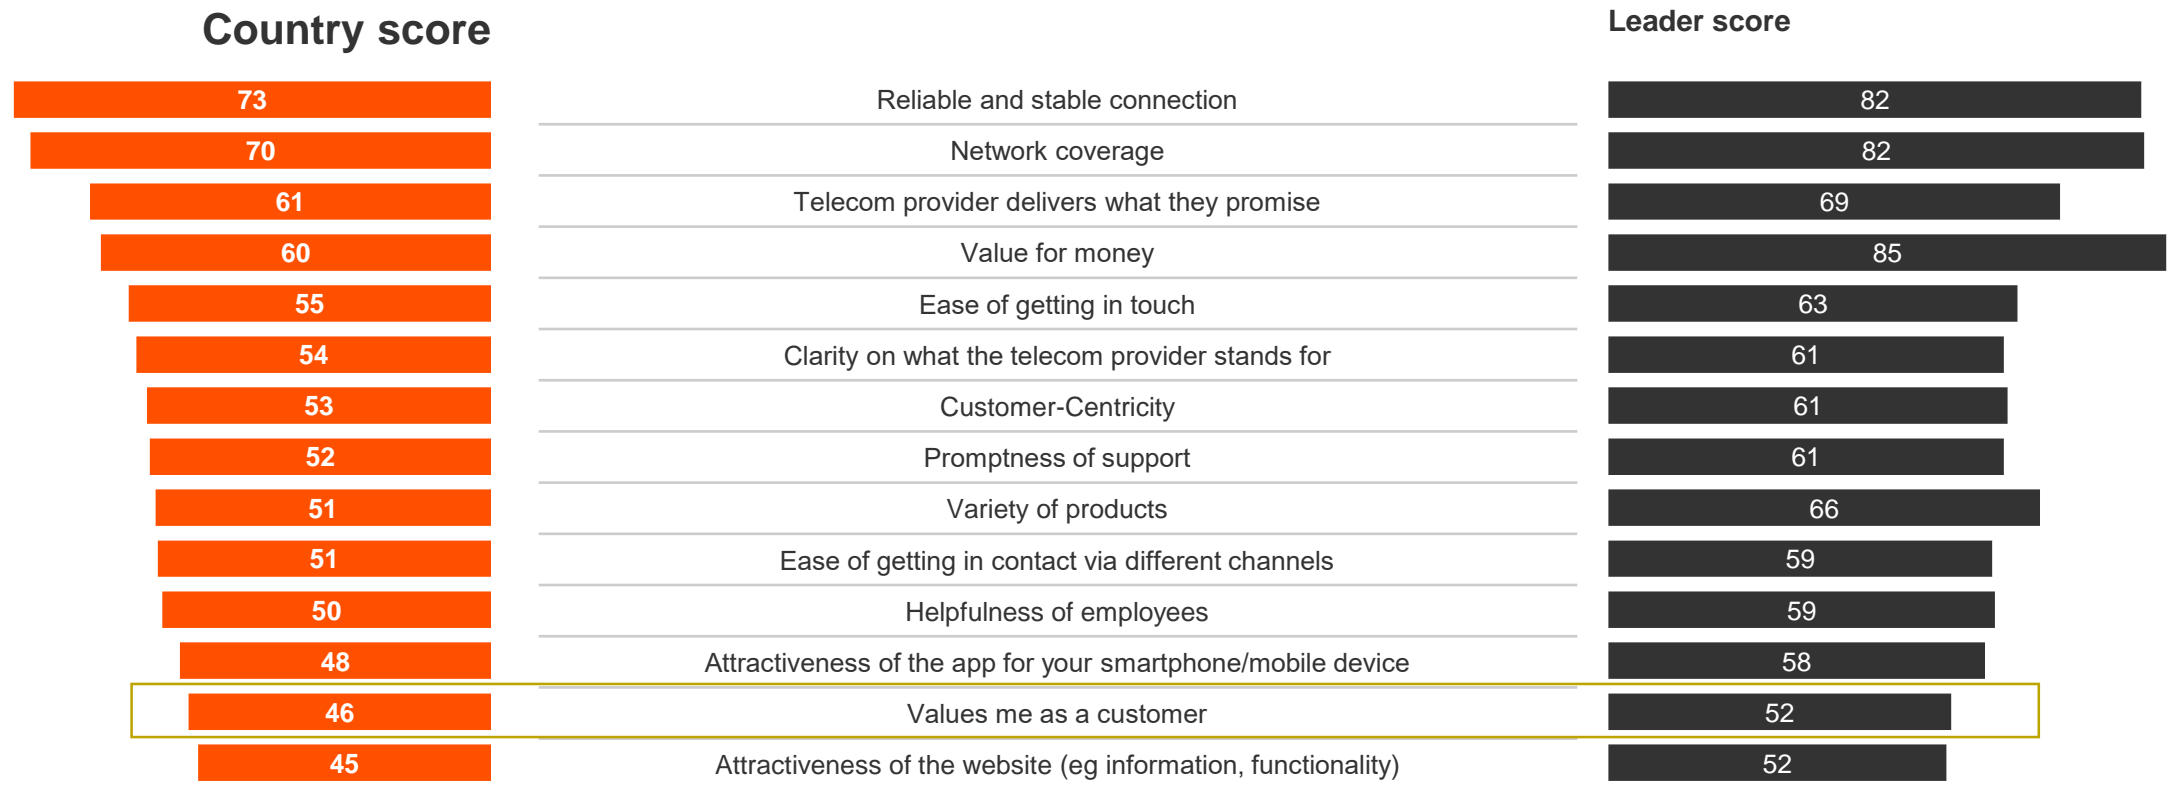 Country score
Leader score
73 Reliable and stable connection 82
70 Network coverage 82
61 Telecom provider delivers what they promise 69
60 Value for money 85
55 Ease of getting in touch 63
54 Clarity on what the telecom provider stands for 61
53 Customer-Centricity 61
52 Promptness of support 61
51 Variety of products 66
51 Ease of getting in contact via different channels 59
50 Helpfulness of employees 59
48 Attractiveness of the app for your smartphone/mobile device 58
46 Values me as a customer 52
45 Attractiveness of the website (eg information, functionality) 52